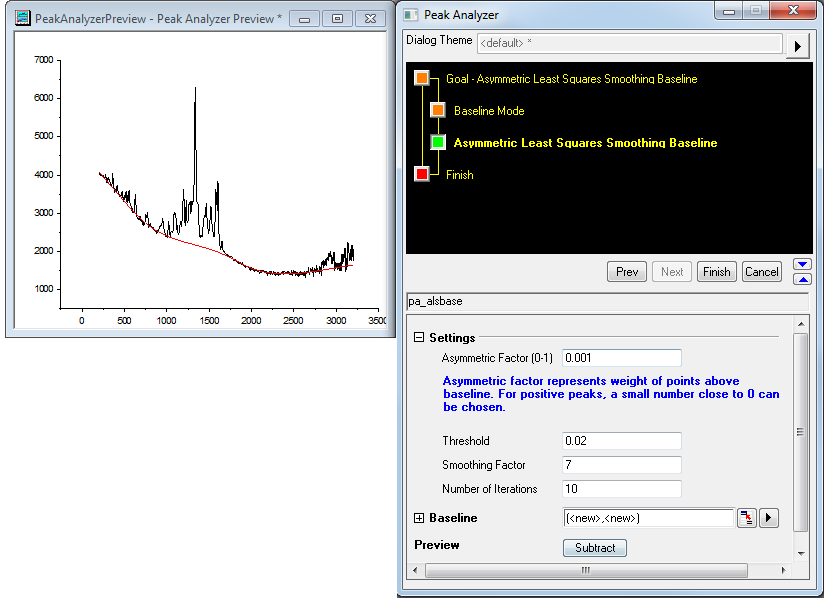 PeakAnalyzerPreview - Peak Analyzer Preview *
7000
6000
5000
4000
3000
2000
1000
0 500 1000 1500 2000 2500 3000 3500
Peak Analyzer
Dialog Theme <default> *
Goal - Asymmetric Least Squares Smoothing Baseline
Baseline Mode
Asymmetric Least Squares Smoothing Baseline
Finish
Prev Next Finish Cancel
pa_alsbase
Settings
Asymmetric Factor (0-1) 0.001
Asymmetric factor represents weight of points above
baseline. For positive peaks, a small number close to 0 can
be chosen.
Threshold 0.02
Smoothing Factor 7
Number of Iterations 10
Baseline (<new>,<new>)
Preview Subtract